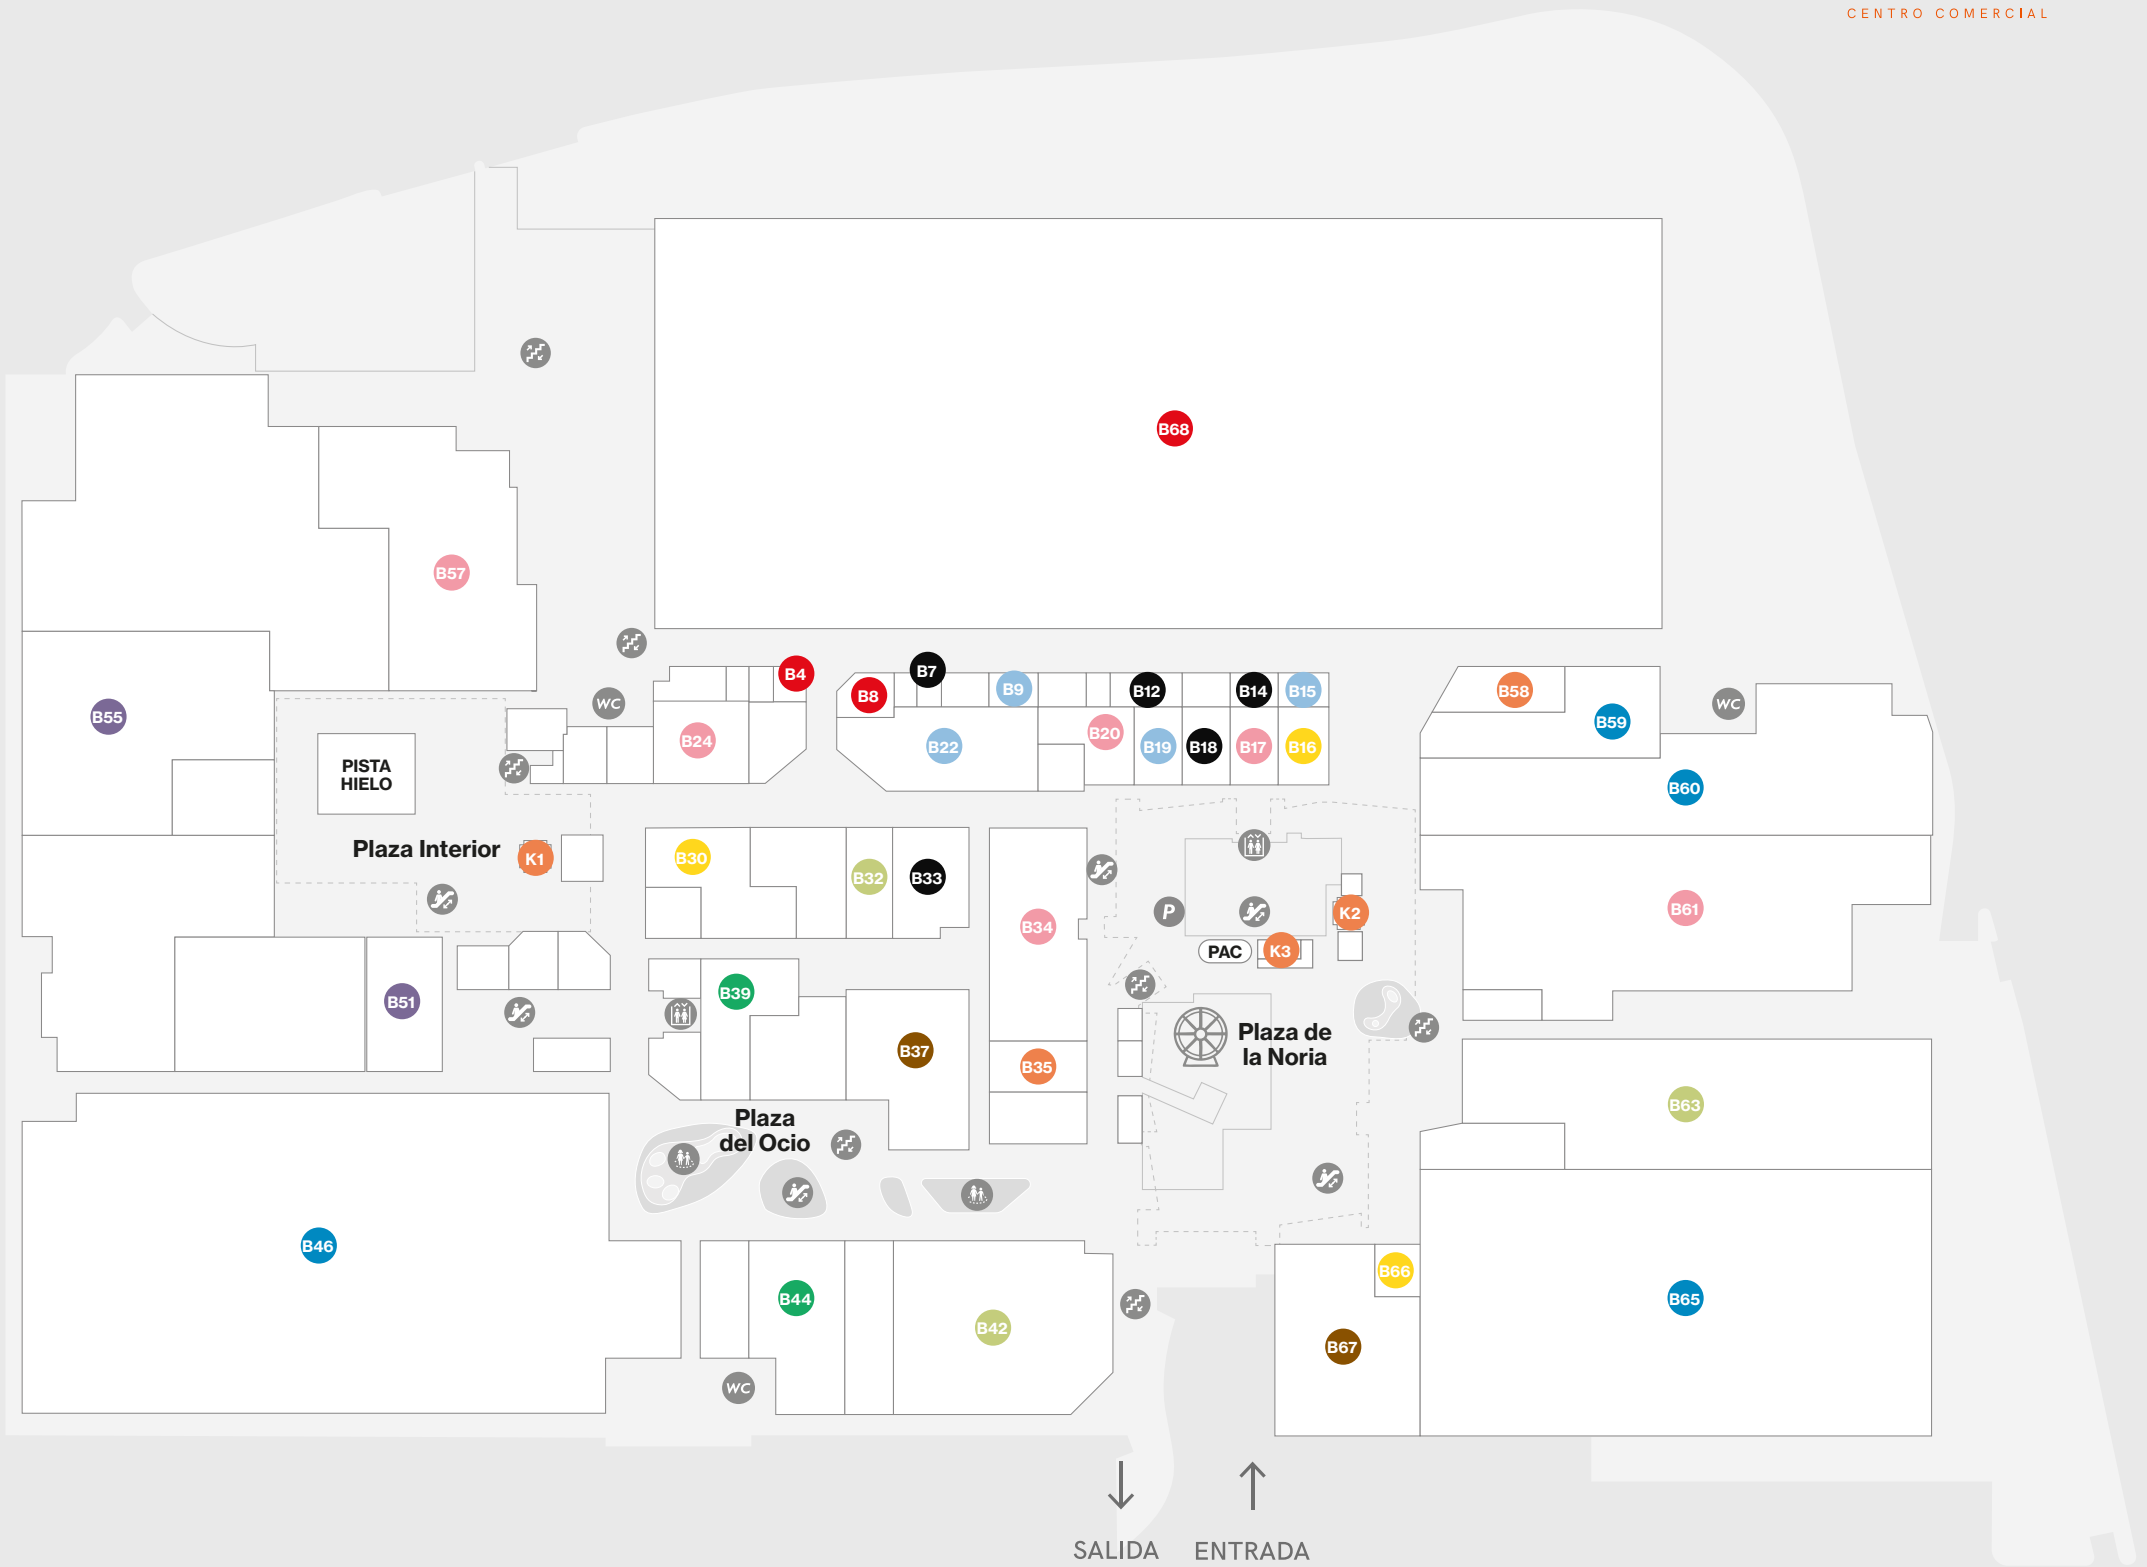 CENTRO COMERCIAL
B68
B57
B4
B7
B8
B9
B12
B14
B15
B58
B55
WC
WC
B59
B24
B22
B20
B19
B18
B17
B16
PISTA
HIELO
B60
Plaza Interior
K1
B30
B32
B33
B34
P
K2
B61
PAC
K3
B51
B39
B37
B35
Plaza de
la Noria
Plaza
del Ocio
B63
B46
B44
B42
B66
B65
B67
WC
SALIDA
ENTRADA